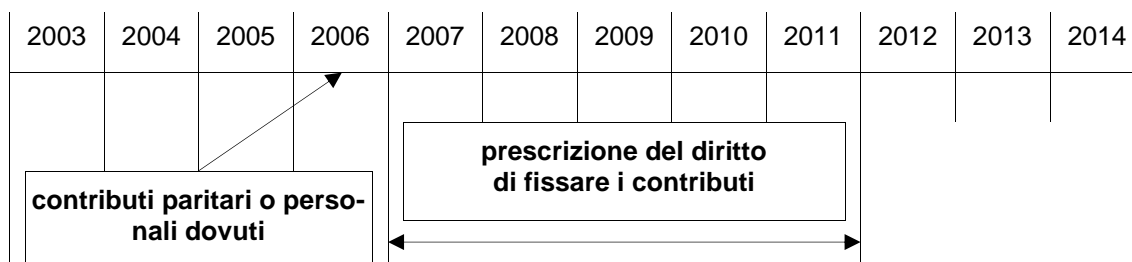 2003 2004 2005 2006 2007 2008 2009 2010 2011 2012 2013 2014
prescrizione del diritto
di fissare i contributi
contributi paritari o perso-
nali dovuti